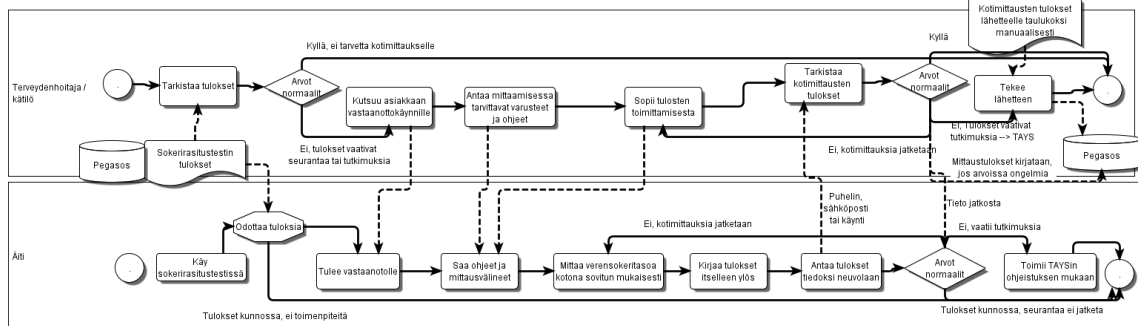 Kotimittausten tulokset
lähetteelle taulukoksi
manuaalisesti
Kyllä, ei tarvetta kotimittaukselle
Kyllä
Terveydenhoitaja /
kätilö
.
Tarkistaa tulokset
Arvot
normaalit
Kutsuu asiakkaan
vastaanottokäynnille
Antaa mittaamisessa
tarvittavat varusteet
ja ohjeet
Sopii tulosten
toimittamisesta
Tarkistaa
kotimittausten
tulokset
Arvot
normaalit
Tekee
lähetteen
.
Ei, tulokset vaativat
seurantaa tai tutkimuksia
Ei, kotimittauksia jatketaan
Ei, Tulokset vaativat
tutkimuksia --> TAYS
Pegasos
Sokerirasitustestin
tulokset
Mittaustulokset kirjataan,
jos arvoissa ongelmia
Pegasos
Puhelin,
sähköposti
tai käynti
Tieto jatkosta
Odottaa tuloksia
Ei, kotimittauksia jatketaan
Ei, vaatii tutkimuksia
Äiti
.
Käy
sokerirasitustestissä
Tulee vastaanotolle
Saa ohjeet ja
mittausvälineet
Mittaa verensokeritasoa
kotona sovitun mukaisesti
Kirjaa tulokset
itselleen ylös
Antaa tulokset
tiedoksi neuvolaan
Arvot
normaalit
Toimii TAYSin
ohjeistuksen mukaan
.
Tulokset kunnossa, ei toimenpiteitä
Tulokset kunnossa, seurantaa ei jatketa